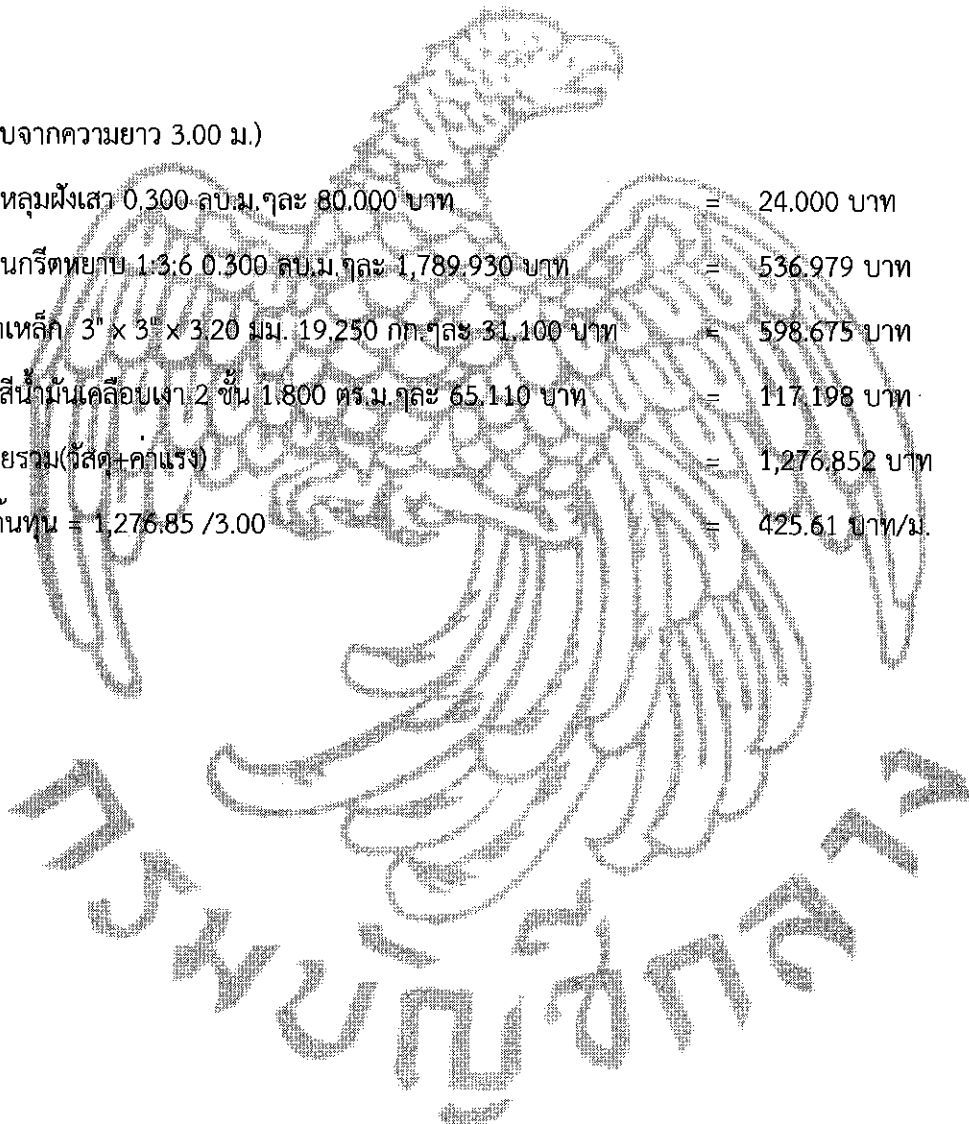 บจากความยาว 3.00 ม.)
หลุมฝังเสา 0.300 ลบ.ม.ๆละ 80.000 บาท = 24.000 บาท
นกรีตหยาบ 1:3:6 0.300 ลบ.ม.ๆละ 1,789.930 บาท = 536.979 บาท
าเหล็ก 3" x 3" x 3.20 มม. 19.250 กก.ๆละ 31.100 บาท = 598.675 บาท
สีน้ำมันเคลือบเงา 2 ชั้น 1.800 ตร.ม.ๆละ 65.110 บาท = 117.198 บาท
ยรวม(วัสดุ+ค่าแรง) = 1,276.852 บาท
้นทุน = 1,276.85 /3.00 = 425.61 บาท/ม.
กรมบัญชีกลาง